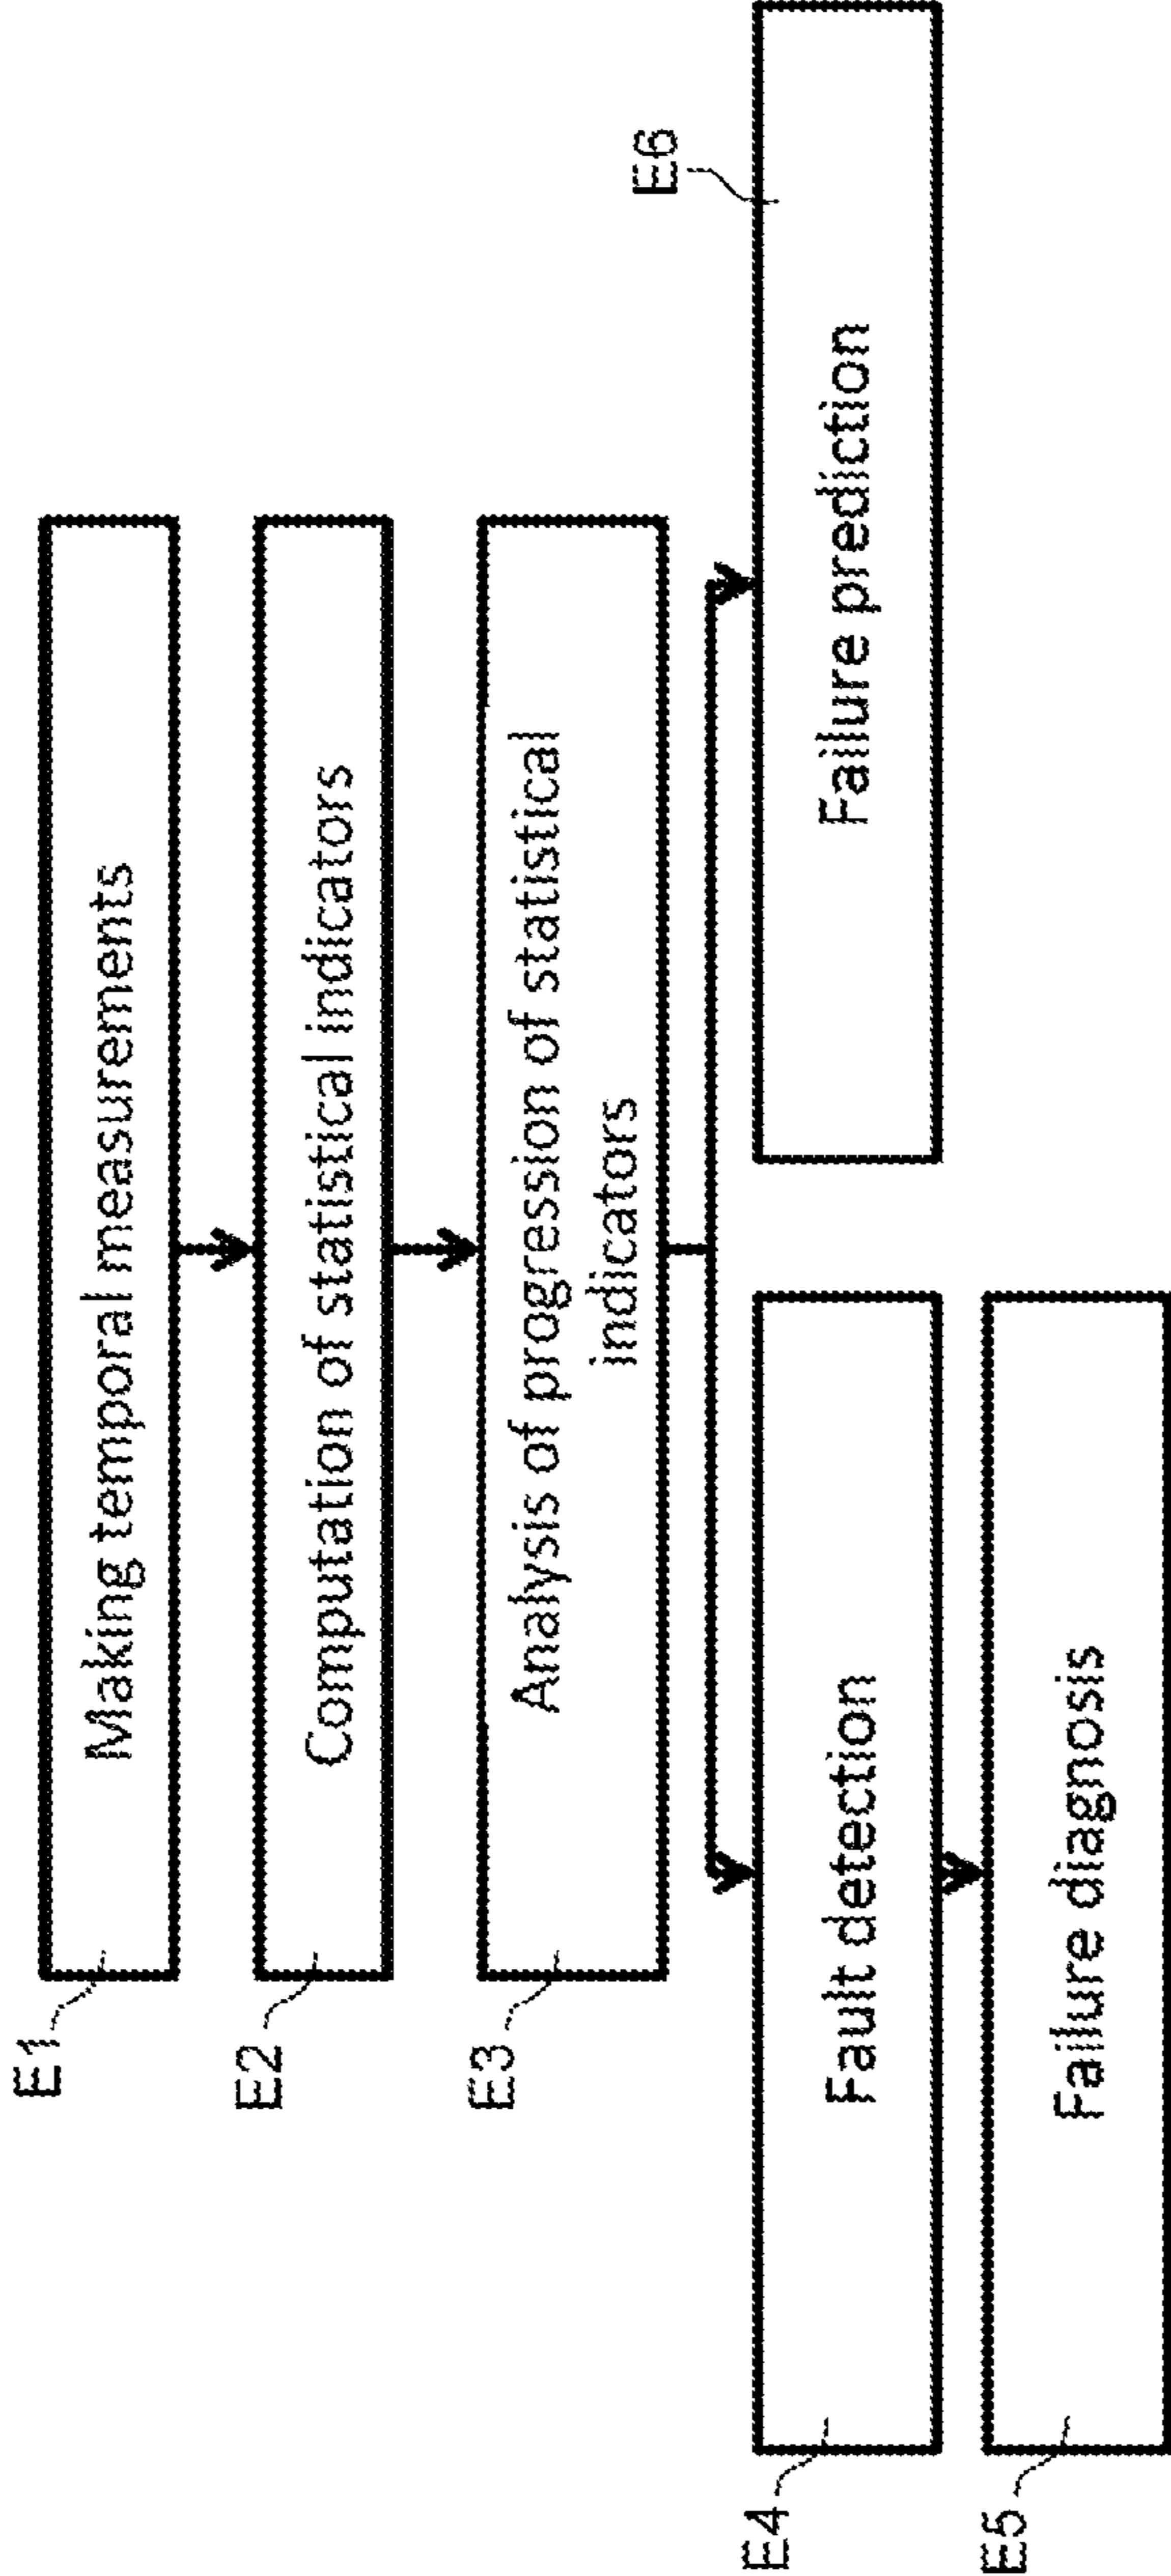 E1
Making temporal measurements
E2
Computation of statistical indicators
E3
Analysis of progression of statistical
indicators
E4
Fault detection
E6
Failure prediction
E5
Failure diagnosis